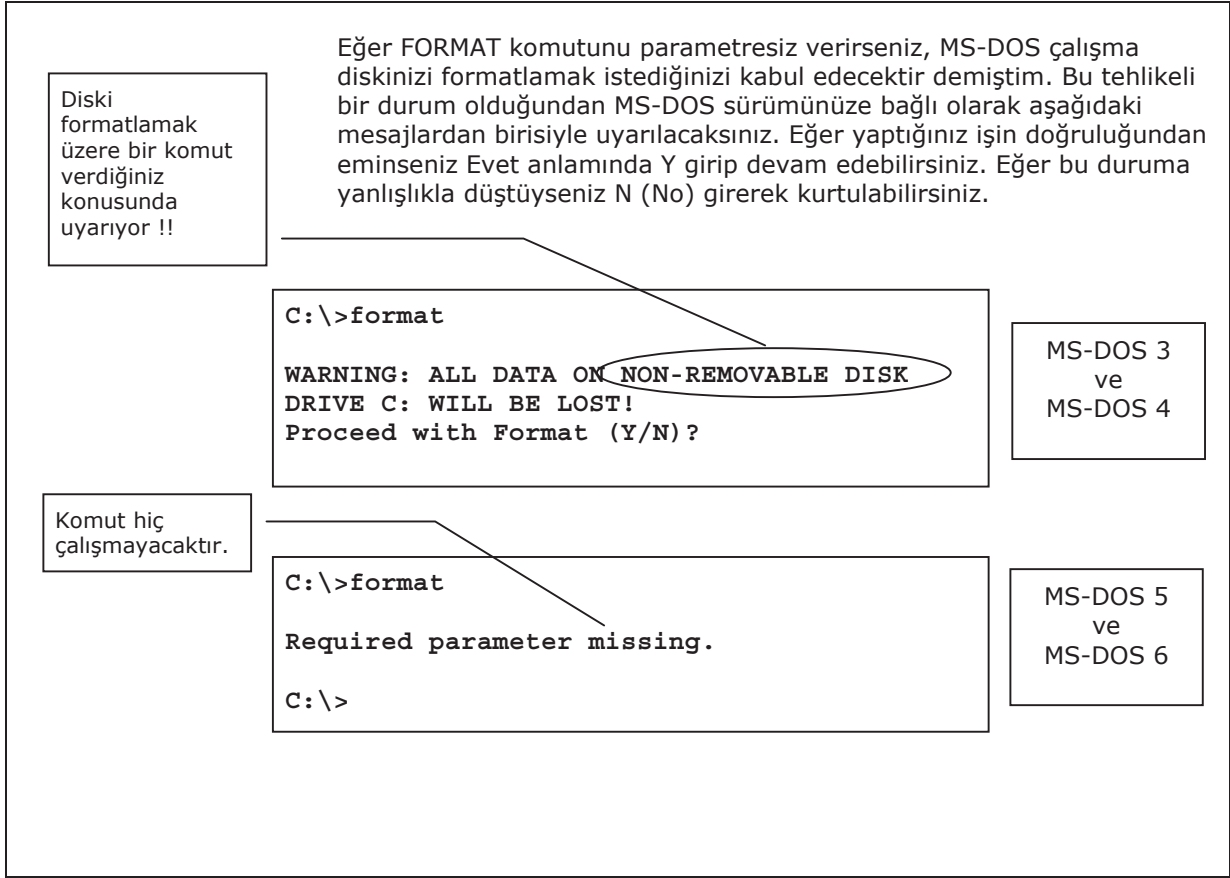 Eğer FORMAT komutunu parametresiz verirseniz, MS-DOS çalışma
diskinizi formatlamak istediğinizi kabul edecektir demiştim. Bu tehlikeli
bir durum olduğundan MS-DOS sürümünüze bağlı olarak aşağıdaki
mesajlardan birisiyle uyarılacaksınız. Eğer yaptığınız işin doğruluğundan
eminseniz Evet anlamında Y girip devam edebilirsiniz. Eğer bu duruma
yanlışlıkla düştüyseniz N (No) girerek kurtulabilirsiniz.
Diski
formatlamak
üzere bir komut
verdiğiniz
konusunda
uyarıyor !!
C:\>format
WARNING: ALL DATA ON NON-REMOVABLE DISK
DRIVE C: WILL BE LOST!
Proceed with Format (Y/N)?
MS-DOS 3
ve
MS-DOS 4
Komut hiç
çalışmayacaktır.
C:\>format
Required parameter missing.
C:\>
MS-DOS 5
ve
MS-DOS 6